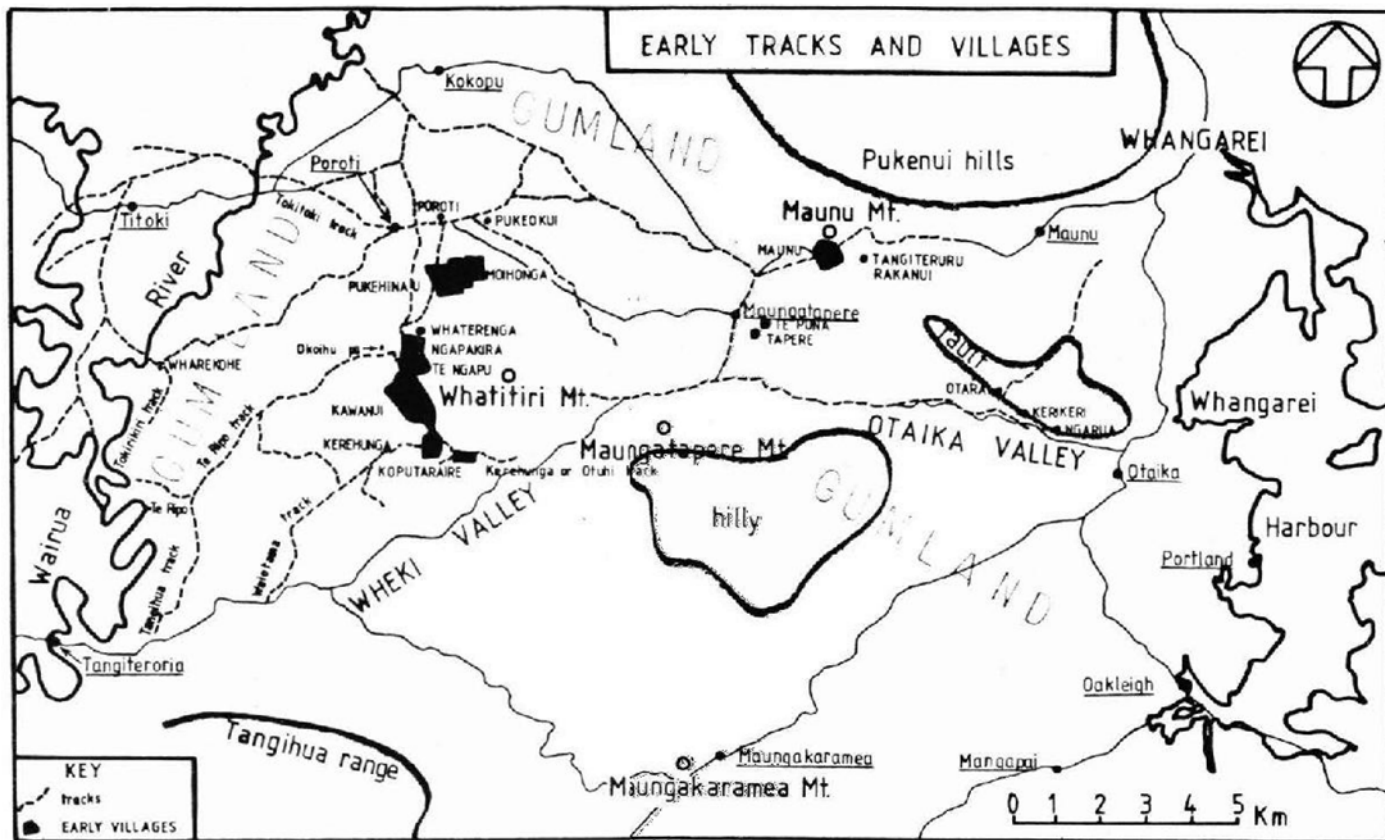 EARLY TRACKS AND VILLAGES
Kokopu
GUMLAND
WHANGAREI
Pukenui hills
Poroti
Maunu Mt.
Titoki
Tokitoki track
POROTI
PUKEOKUI
MAUNU
Maunu
TANGITERURU
RAKANUI
River
GUMLAND
PUKEHINAU
MOIHONGA
Maungatapere
TE PUNA
TAPERE
WHATERENGA
NGAPAKIRA
TE NGAPU
Okoihu
WHAREKOHE
fault
Whatitiri Mt.
OTARA
KERIKERI
NGARUA
Whangarei
Tokirikiri track
Te Ripo track
KAWANUI
KEREHUNGA
KOPUTARAIRE
Kerehunga or Otuhi track
Maungatapere Mt.
OTAIKA VALLEY
Otaika
GUMLAND
hilly
Te Ripo
Waietama track
WHEKI VALLEY
Harbour
Portland
Wairua
Tangihua track
Tangiteroria
Oakleigh
Tangihua range
Maungakaramea
Maungakaramea Mt.
Mangapai
KEY
tracks
EARLY VILLAGES
0 1 2 3 4 5 Km